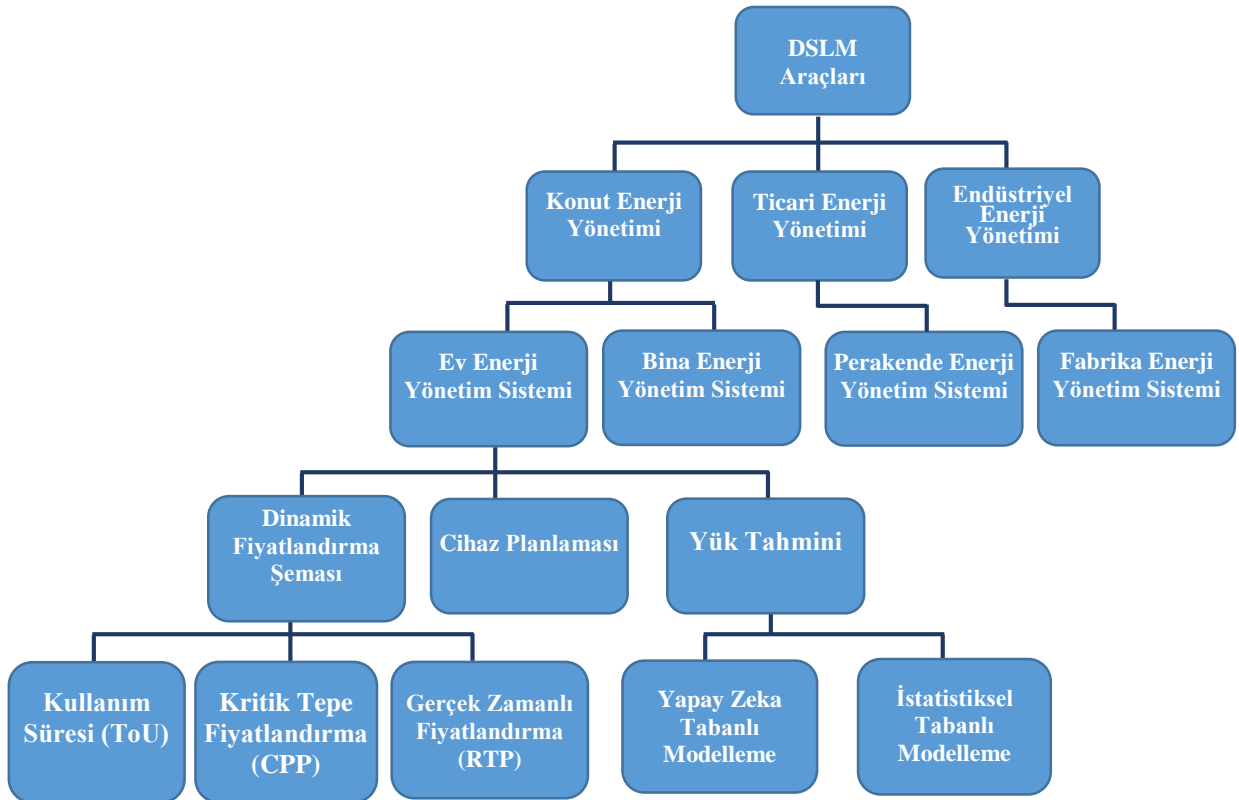 DSLM
Araçları
Konut Enerji
Yönetimi
Ticari Enerji
Yönetimi
Endüstriyel
Enerji
Yönetimi
Ev Enerji
Yönetim Sistemi
Bina Enerji
Yönetim Sistemi
Perakende Enerji
Yönetim Sistemi
Fabrika Enerji
Yönetim Sistemi
Dinamik
Fiyatlandırma
Şeması
Cihaz Planlaması
Yük Tahmini
Kullanım
Süresi (ToU)
Kritik Tepe
Fiyatlandırma
(CPP)
Gerçek Zamanlı
Fiyatlandırma
(RTP)
Yapay Zeka
Tabanlı
Modelleme
İstatistiksel
Tabanlı
Modelleme